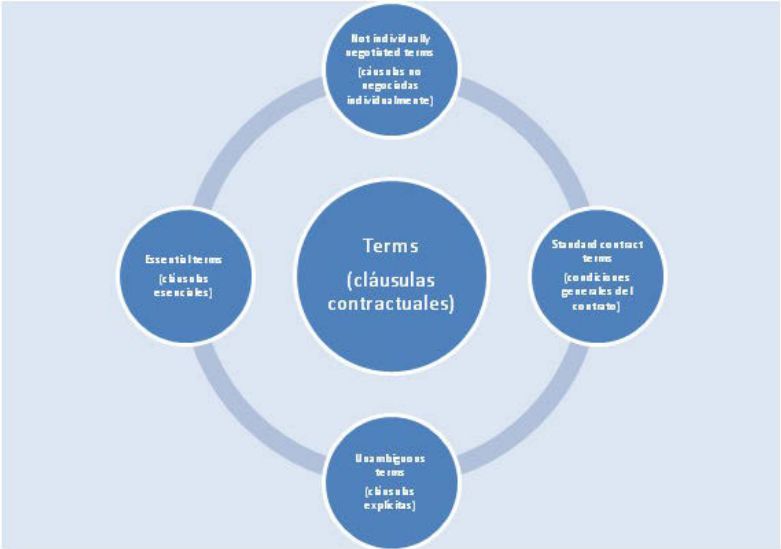 Not individually
negotiated terms
(cáusulas no
negociadas
individualmente)
Essential terms
(cláusulas
esenciales)
Terms
(cláusulas
contractuales)
Standard contract
terms
(condiciones
generales del
contrato)
Unambiguous
terms
(cláusulas
explícitas)